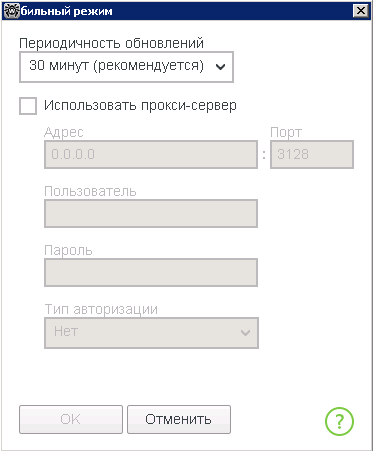 бильный режим
Периодичность обновлений
30 минут (рекомендуется)
Использовать прокси-сервер
Адрес Порт
0.0.0.0 : 3128
Пользователь
Пароль
Тип авторизации
Нет
OK Отменить ?